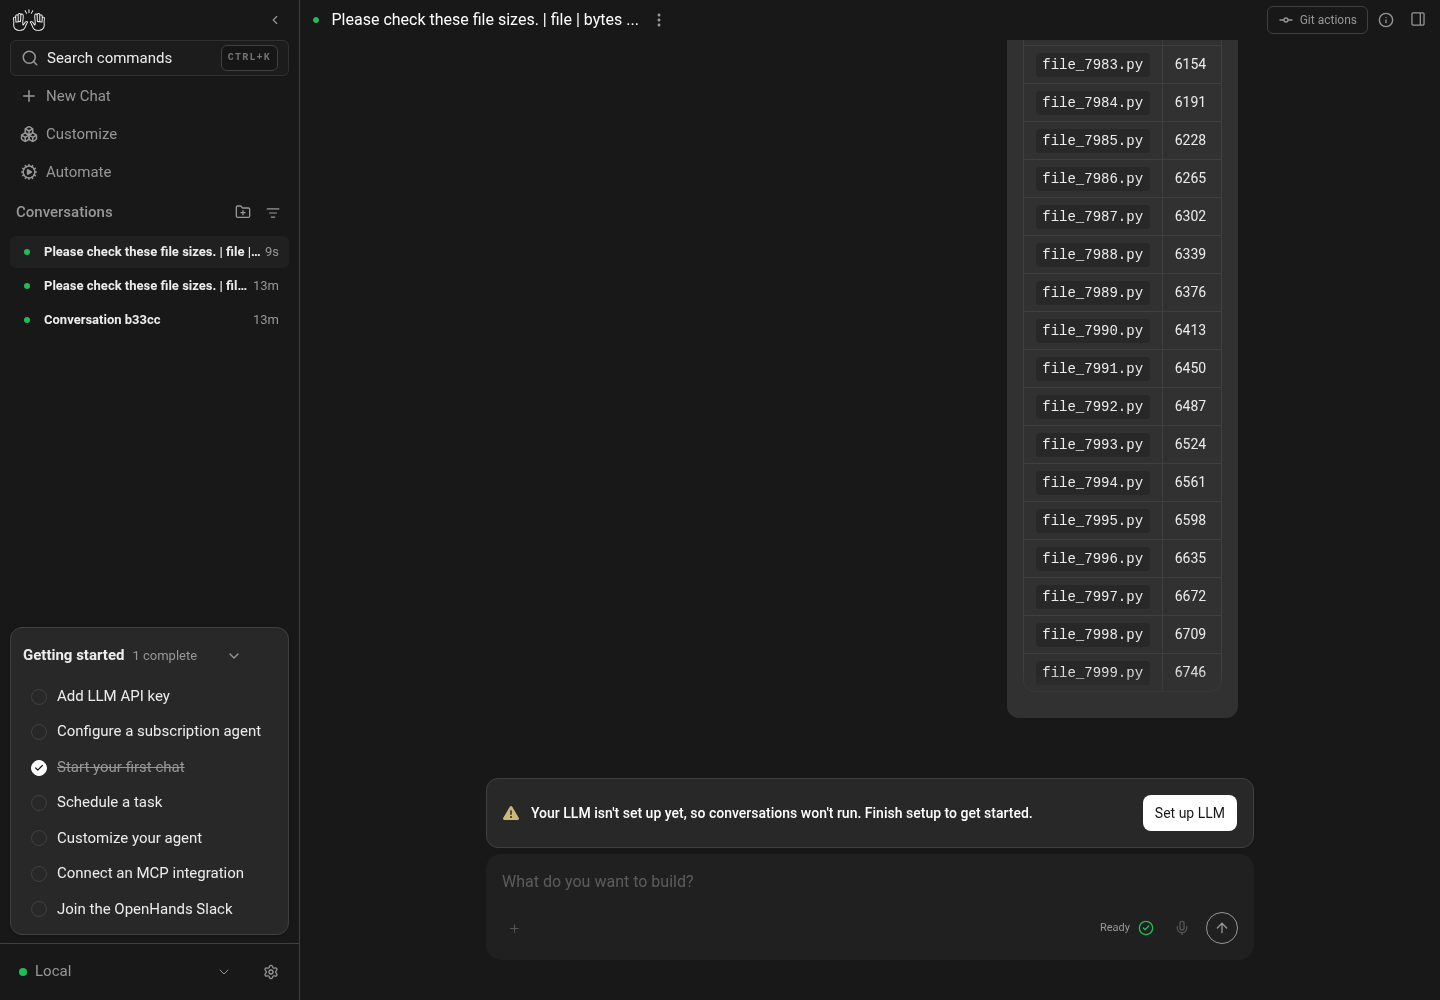 Search commands
CTRL+K
New Chat
Customize
Automate
Conversations
Please check these file sizes. | file |... 9s
Please check these file sizes. | fil... 13m
Conversation b33cc 13m
Getting started 1 complete
Add LLM API key
Configure a subscription agent
Start your first chat
Schedule a task
Customize your agent
Connect an MCP integration
Join the OpenHands Slack
Local
Please check these file sizes. | file | bytes ...
Git actions
file_7983.py 6154
file_7984.py 6191
file_7985.py 6228
file_7986.py 6265
file_7987.py 6302
file_7988.py 6339
file_7989.py 6376
file_7990.py 6413
file_7991.py 6450
file_7992.py 6487
file_7993.py 6524
file_7994.py 6561
file_7995.py 6598
file_7996.py 6635
file_7997.py 6672
file_7998.py 6709
file_7999.py 6746
Your LLM isn't set up yet, so conversations won't run. Finish setup to get started.
Set up LLM
What do you want to build?
Ready